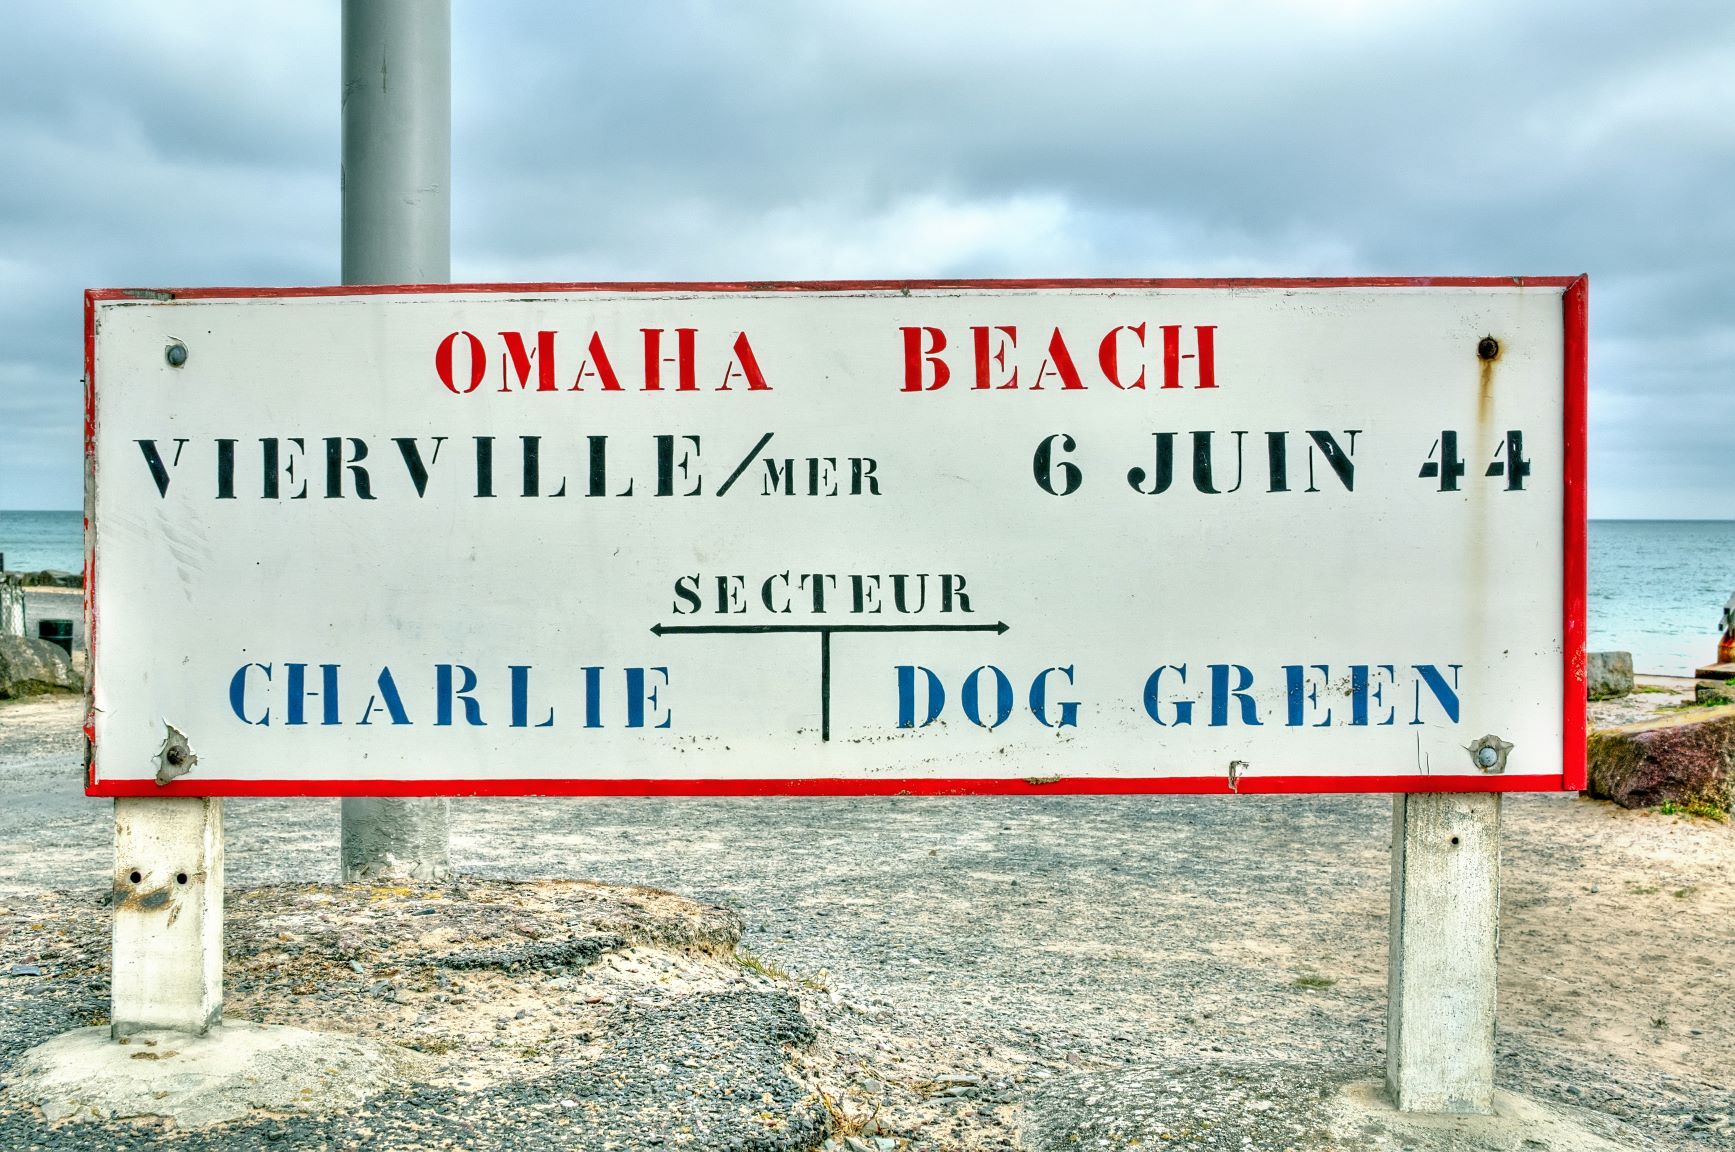 OMAHA BEACH
VIERVILLE/MER 6 JUIN 44
SECTEUR
CHARLIE DOG GREEN